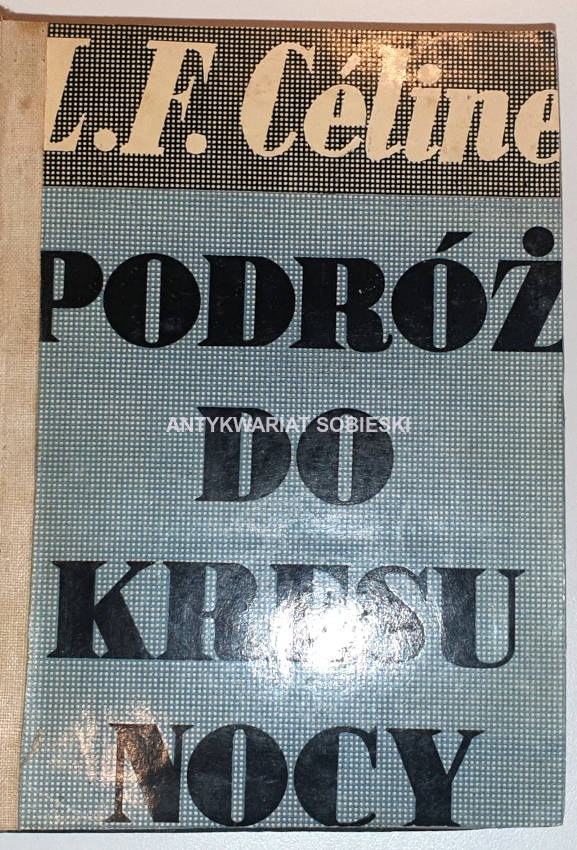 L.F. Céline
PODRÓŻ
DO
ANTYKWARIAT SOBIESKI
KRESU
NOCY